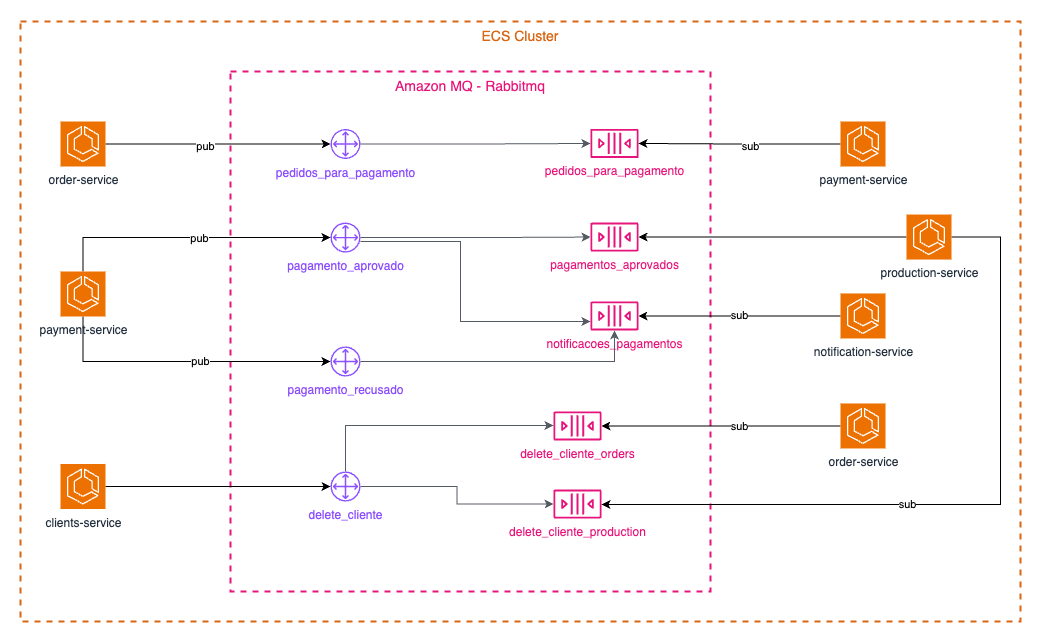 ECS Cluster
Amazon MQ - Rabbitmq
pub
sub
order-service
pedidos_para_pagamento
pedidos_para_pagamento
payment-service
pub
pagamento_aprovado
pagamentos_aprovados
production-service
payment-service
sub
notificacoes_pagamentos
notification-service
pub
pagamento_recusado
sub
delete_cliente_orders
order-service
clients-service
delete_cliente
sub
delete_cliente_production